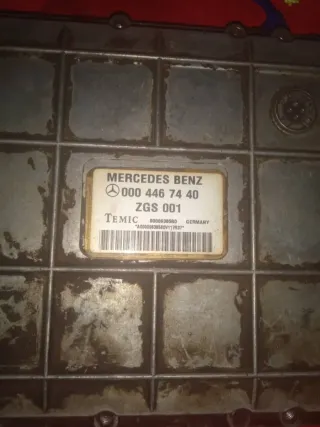 MERCEDES BENZ
000 446 74 40
ZGS 001
TEMIC GERMANY